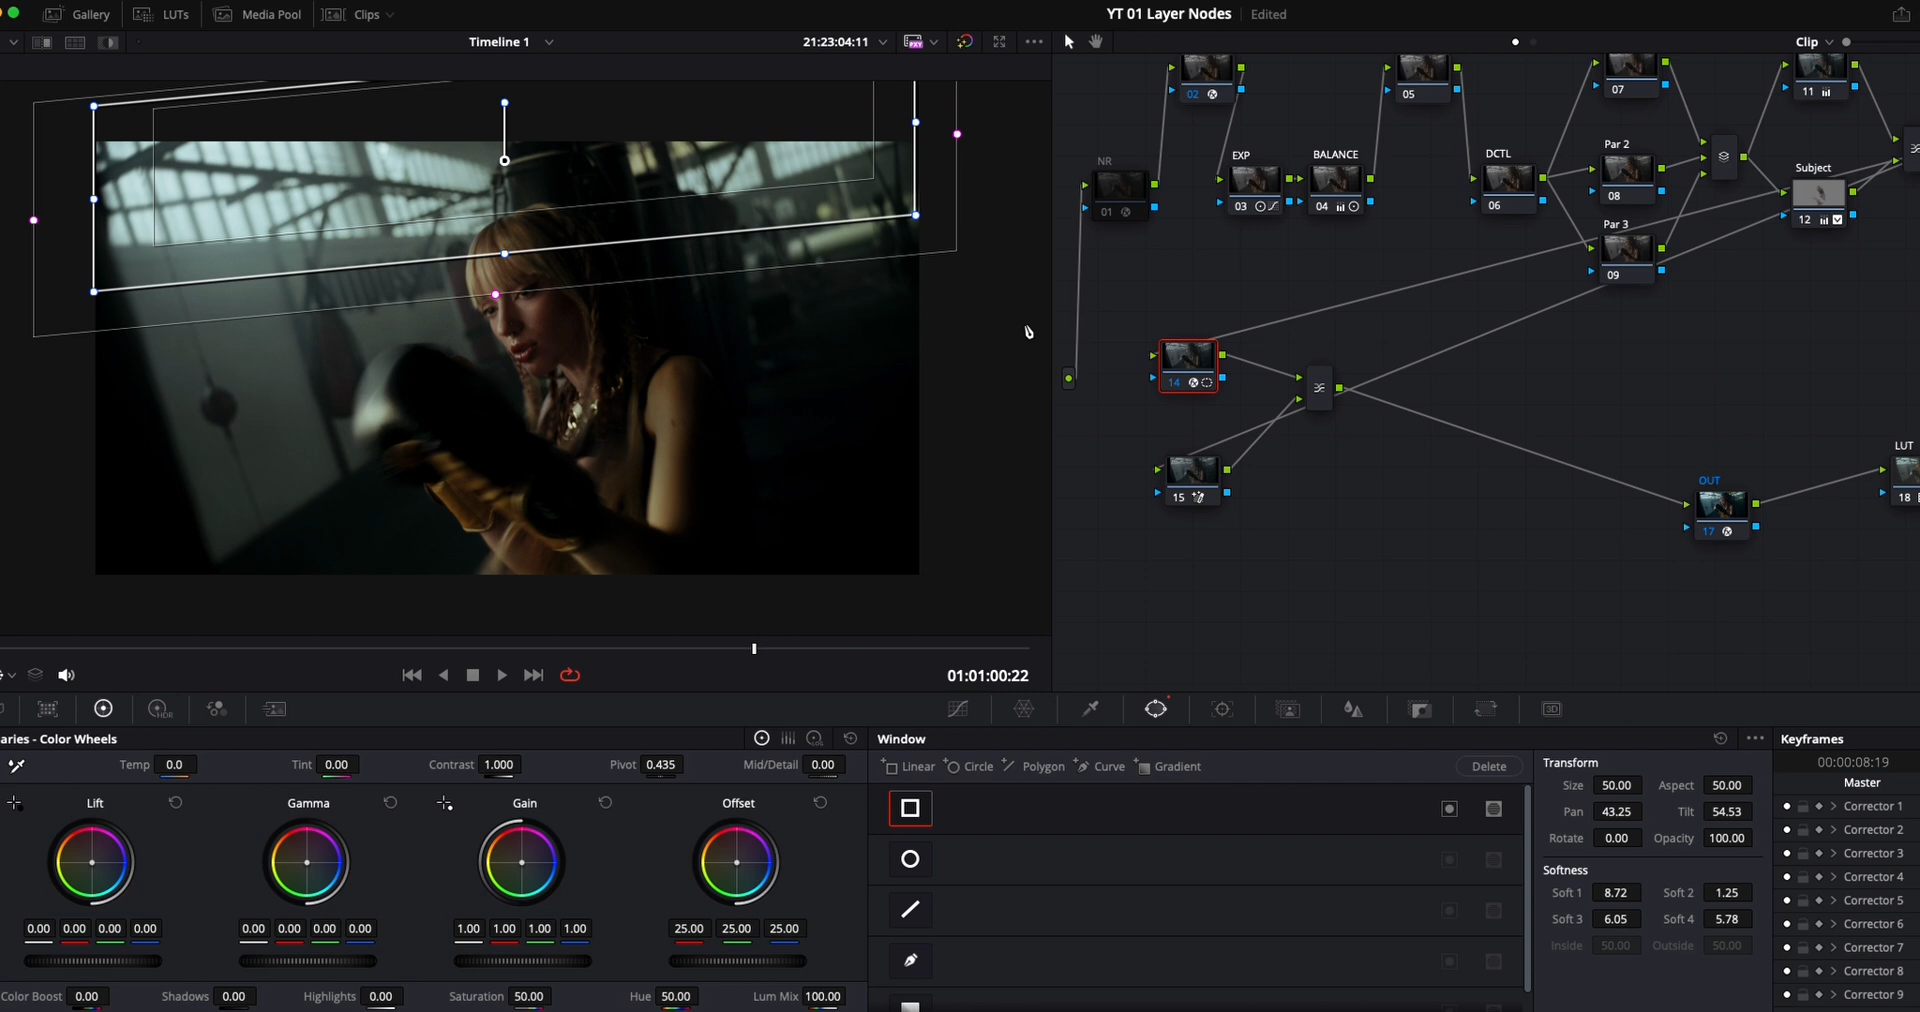 Gallery
LUTs
Media Pool
Clips
YT 01 Layer Nodes
Edited
Timeline 1
21:23:04:11
PXY
Clip
02
05
07
11
NR
01
EXP
03
BALANCE
04
DCTL
06
Par 2
08
Subject
12
Par 3
09
14
15
OUT
17
LUT
18
01:01:00:22
HDR
3D
aries - Color Wheels
LOG
Window
Keyframes
Temp 0.0
Tint 0.00
Contrast 1.000
Pivot 0.435
Mid/Detail 0.00
Linear
Circle
Polygon
Curve
Gradient
Delete
Transform
00:00:08:19
Master
Lift
Gamma
Gain
Offset
Size 50.00 Aspect 50.00
Pan 43.25 Tilt 54.53
Rotate 0.00 Opacity 100.00
Softness
Soft 1 8.72 Soft 2 1.25
Soft 3 6.05 Soft 4 5.78
Inside 50.00 Outside 50.00
Corrector 1
Corrector 2
Corrector 3
Corrector 4
Corrector 5
Corrector 6
Corrector 7
Corrector 8
Corrector 9
0.00 0.00 0.00 0.00
0.00 0.00 0.00 0.00
1.00 1.00 1.00 1.00
25.00 25.00 25.00
Color Boost 0.00
Shadows 0.00
Highlights 0.00
Saturation 50.00
Hue 50.00
Lum Mix 100.00